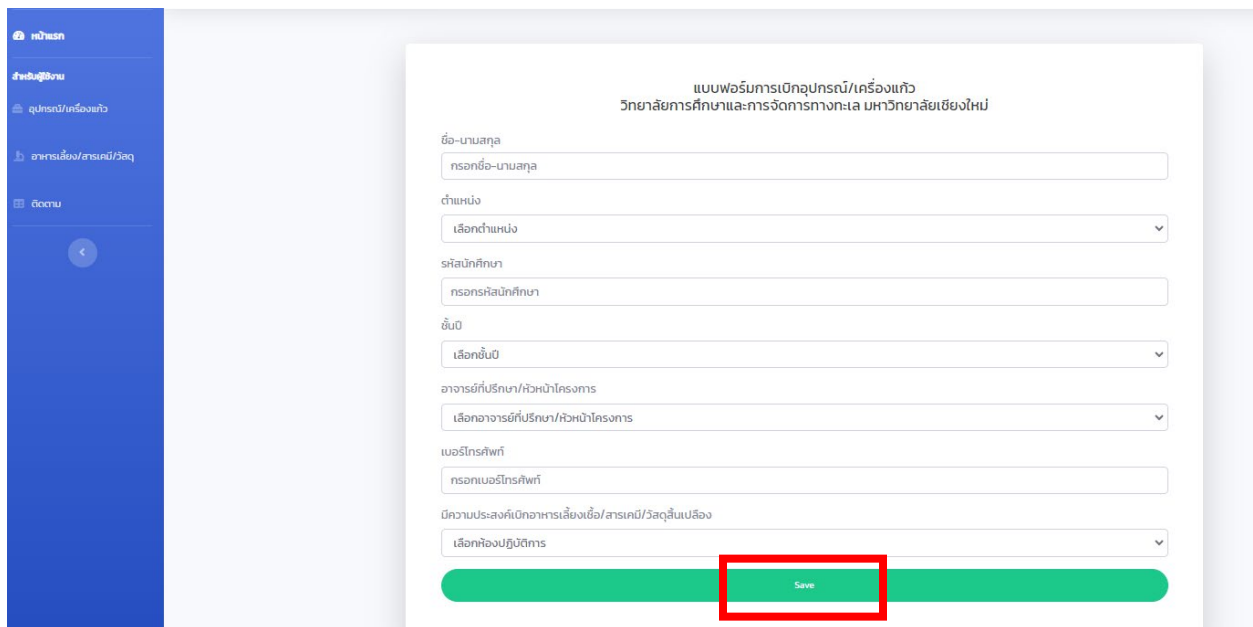 หน้าแรก
สำหรับผู้ใช้งาน
อุปกรณ์/เครื่องแก้ว
อาหารเลี้ยง/สารเคมี/วัสดุ
ติดตาม
แบบฟอร์มการเบิกอุปกรณ์/เครื่องแก้ว
วิทยาลัยการศึกษาและการจัดการทางทะเล มหาวิทยาลัยเชียงใหม่
ชื่อ-นามสกุล
กรอกชื่อ-นามสกุล
ตำแหน่ง
เลือกตำแหน่ง
รหัสนักศึกษา
กรอกรหัสนักศึกษา
ชั้นปี
เลือกชั้นปี
อาจารย์ที่ปรึกษา/หัวหน้าโครงการ
เลือกอาจารย์ที่ปรึกษา/หัวหน้าโครงการ
เบอร์โทรศัพท์
กรอกเบอร์โทรศัพท์
มีความประสงค์เบิกอาหารเลี้ยงเชื้อ/สารเคมี/วัสดุสิ้นเปลือง
เลือกห้องปฏิบัติการ
Save